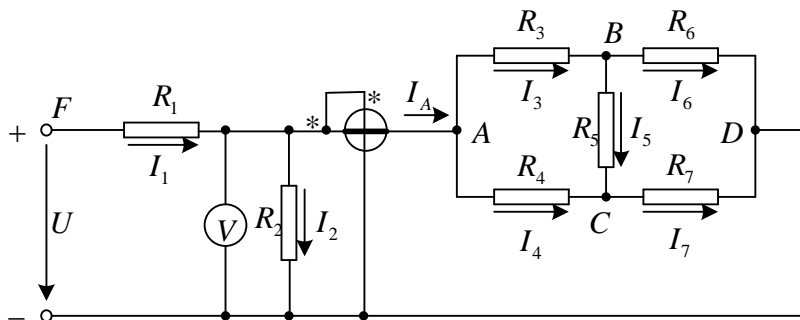 R3 B R6
I3 I6
F R1 * * IA
+ A R5 I5 D
I1 R4 R7
U V R2 I2 C
I4 I7
−